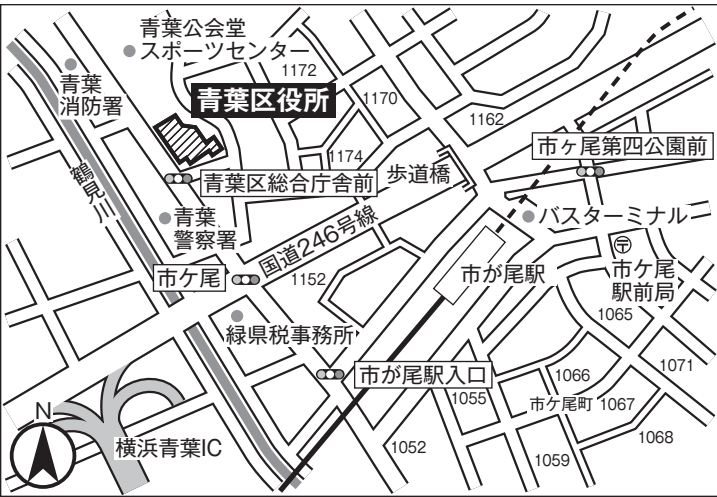 青葉公会堂
スポーツセンター
青葉
消防署
1172
1170
青葉区役所
1162
市ヶ尾第四公園前
1174
歩道橋
青葉区総合庁舎前
鶴見川
青葉
警察署
バスターミナル
国道246号線
市ケ尾
1152
市が尾駅
〒
市ケ尾
駅前局
1065
緑県税事務所
市が尾駅入口
1071
1066
1055
市ケ尾町
1067
N
横浜青葉IC
1052
1068
1059